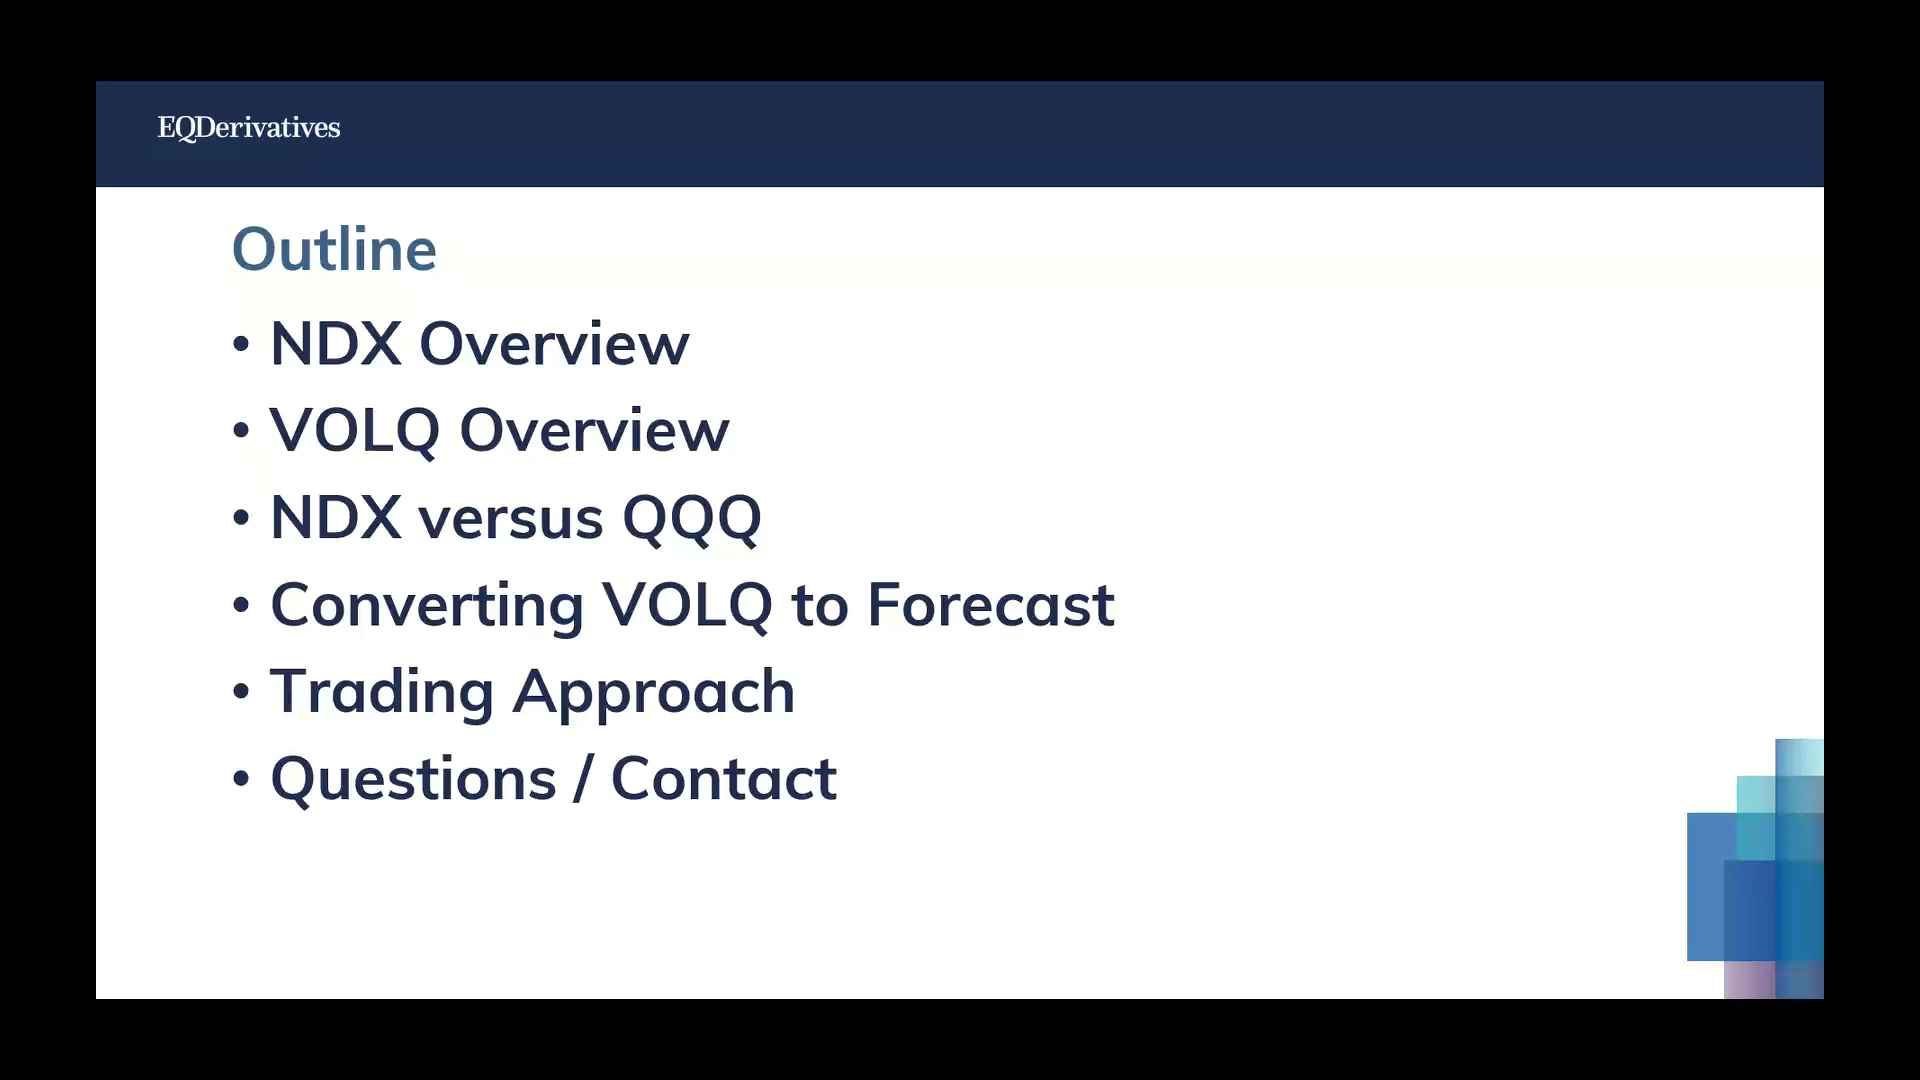 EQDerivatives
Outline
• NDX Overview
• VOLQ Overview
• NDX versus QQQ
• Converting VOLQ to Forecast
• Trading Approach
• Questions / Contact